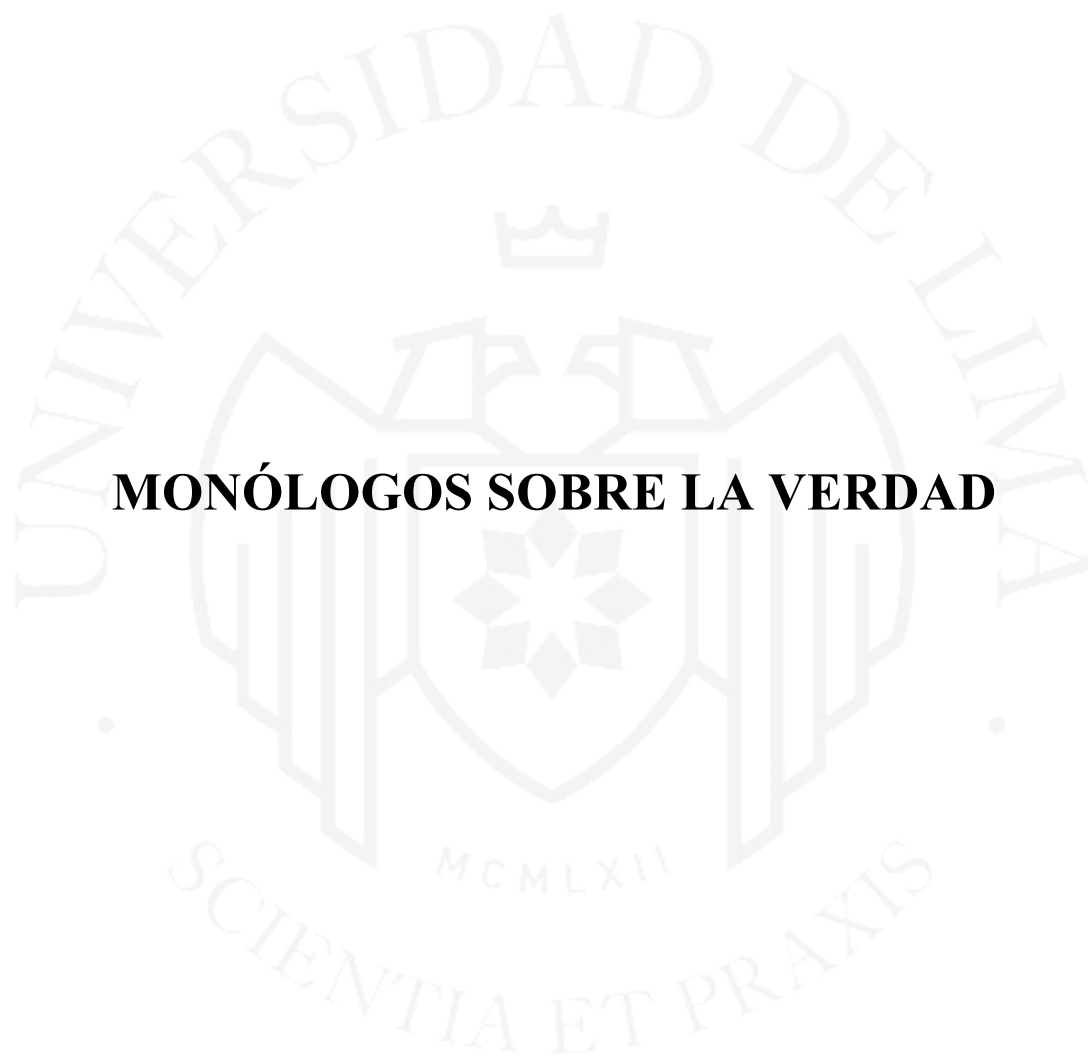 UNIVERSIDAD DE LIMA
MONÓLOGOS SOBRE LA VERDAD
MCMLXII
SCIENTIA ET PRAXIS